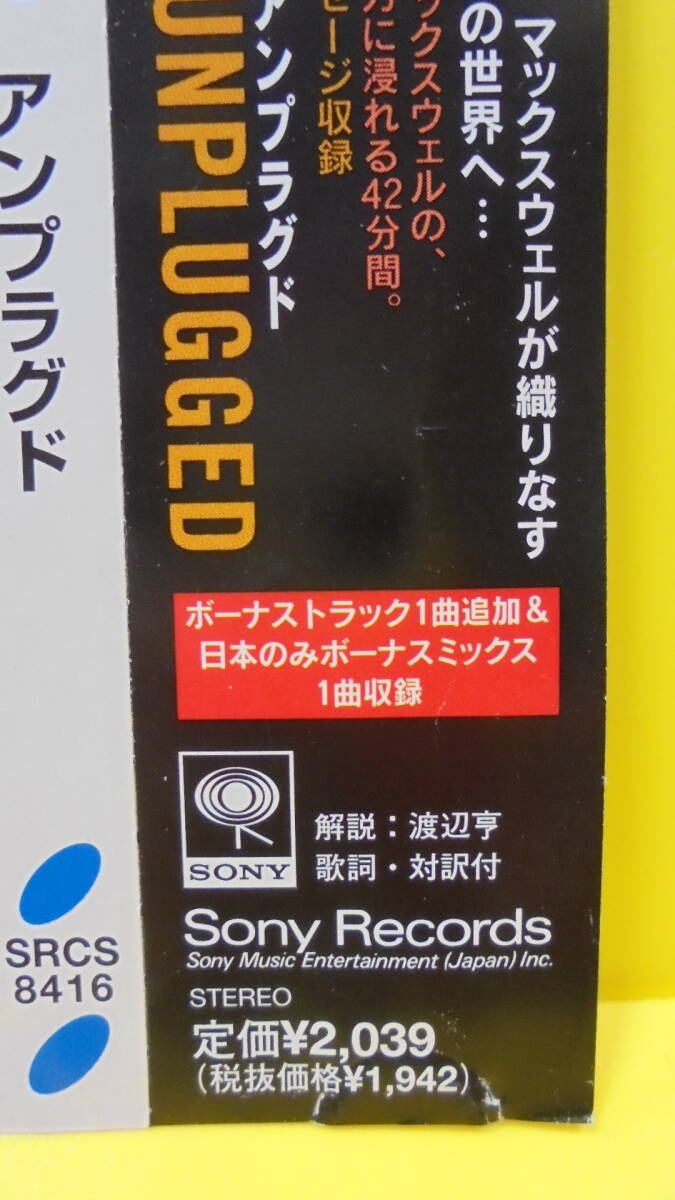 マックスウェルが織りなす
の世界へ…
ックスウェルの、
に浸れる42分間。
セージ収録
アンプラグド
UNPLUGGED
ボーナストラック1曲追加&
日本のみボーナスミックス
1曲収録
SONY
解説：渡辺亨
歌詞・対訳付
Sony Records
Sony Music Entertainment (Japan) Inc.
STEREO
定価¥2,039
(税抜価格¥1,942)
アンプラグド
SRCS
8416